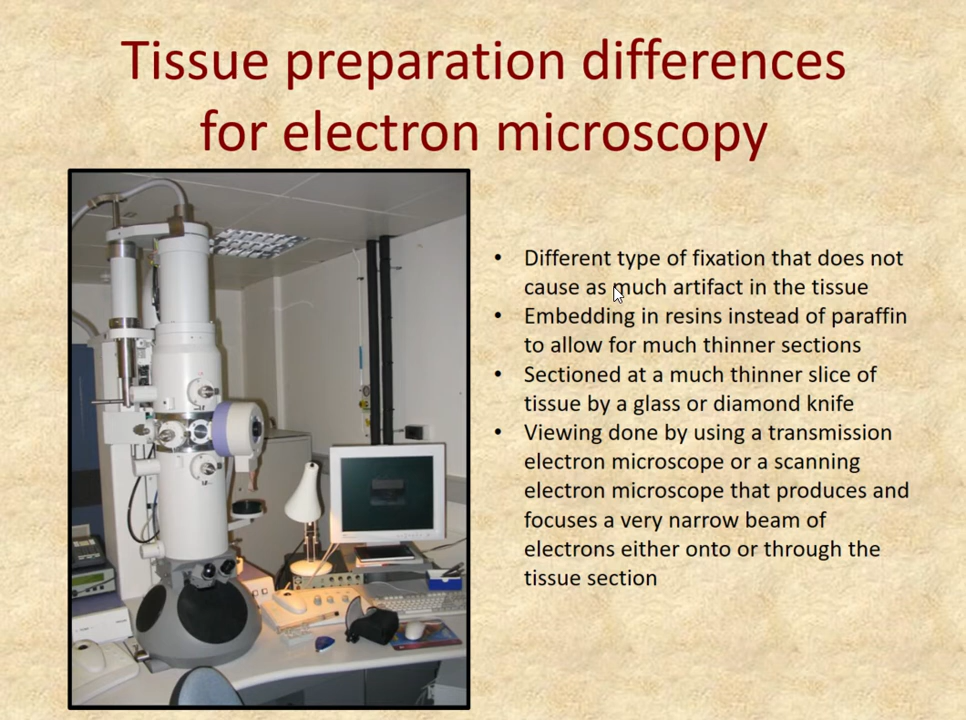 Tissue preparation differences
for electron microscopy
• Different type of fixation that does not
cause as much artifact in the tissue
• Embedding in resins instead of paraffin
to allow for much thinner sections
• Sectioned at a much thinner slice of
tissue by a glass or diamond knife
• Viewing done by using a transmission
electron microscope or a scanning
electron microscope that produces and
focuses a very narrow beam of
electrons either onto or through the
tissue section